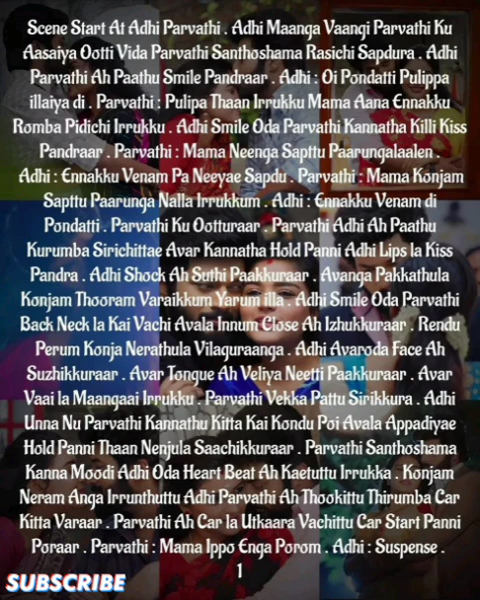 Scene Start At Adhi Parvathi . Adhi Maanga Vaangi Parvathi Ku
Aasaiya Ootti Vida Parvathi Santhoshama Rasichi Sapdura . Adhi
Parvathi Ah Paathu Smile Pandraar . Adhi : Oi Pondatti Pulippa
illaiya di . Parvathi : Pulipa Thaan Irrukku Mama Aana Ennakku
Romba Pidichi Irrukku . Adhi Smile Oda Parvathi Kannatha Killi Kiss
Pandraar . Parvathi : Mama Neenga Sapttu Paarungalaalen .
Adhi : Ennakku Venam Pa Neeyae Sapdu . Parvathi : Mama Konjam
Sapttu Paarunga Nalla Irrukkum . Adhi : Ennakku Venam di
Pondatti . Parvathi Ku Ootturaar . Parvathi Adhi Ah Paathu
Kurumba Sirichittae Avar Kannatha Hold Panni Adhi Lips la Kiss
Pandra . Adhi Shock Ah Suthi Paakkuraar . Avanga Pakkathula
Konjam Thooram Varaikkum Yarum illa . Adhi Smile Oda Parvathi
Back Neck la Kai Vachi Avala Innum Close Ah Izhukkuraar . Rendu
Perum Konja Nerathula Vilaguraanga . Adhi Avaroda Face Ah
Suzhikkuraar . Avar Tongue Ah Veliya Neetti Paakkuraar . Avar
Vaai la Maangaai Irrukku . Parvathi Vekka Pattu Sirikkura . Adhi
Unna Nu Parvathi Kannathu Kitta Kai Kondu Poi Avala Appadiyae
Hold Panni Thaan Nenjula Saachikkuraar . Parvathi Santhoshama
Kanna Moodi Adhi Oda Heart Beat Ah Kaetuttu Irrukka . Konjam
Neram Anga Irrunthuttu Adhi Parvathi Ah Thookittu Thirumba Car
Kitta Varaar . Parvathi Ah Car la Utkaara Vachittu Car Start Panni
Poraar . Parvathi : Mama Ippo Enga Porom . Adhi : Suspense .
1
SUBSCRIBE